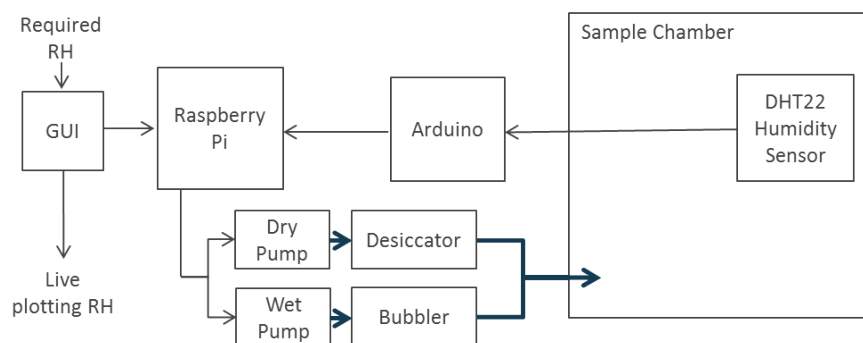 Required
RH
Sample Chamber
GUI
Raspberry
Pi
Arduino
DHT22
Humidity
Sensor
Dry
Pump
Desiccator
Live
plotting RH
Wet
Pump
Bubbler